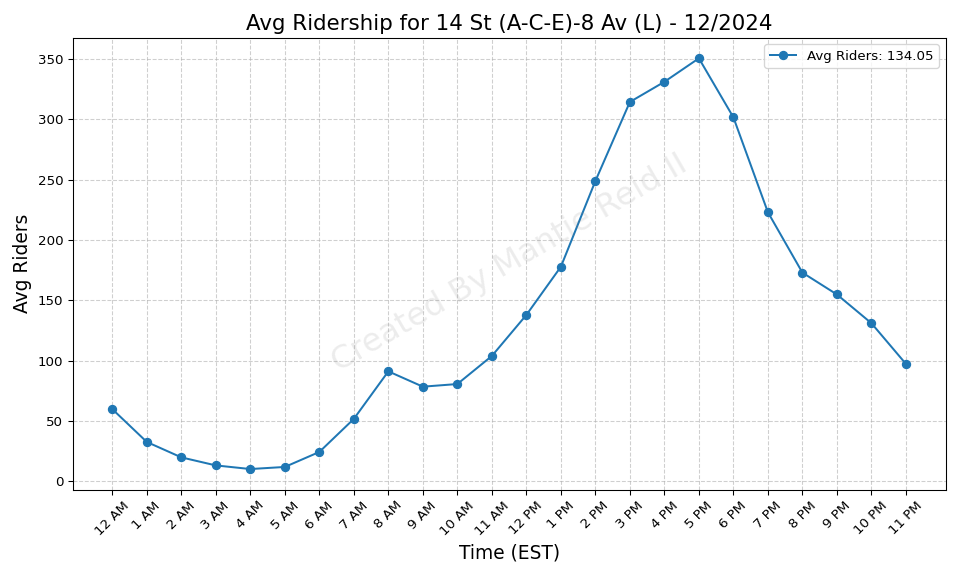 Avg Ridership for 14 St (A-C-E)-8 Av (L) - 12/2024
Avg Riders: 134.05
Avg Riders
350
300
250
200
150
100
50
0
Created By Mantie Reid II
12 AM
1 AM
2 AM
3 AM
4 AM
5 AM
6 AM
7 AM
8 AM
9 AM
10 AM
11 AM
12 PM
1 PM
2 PM
3 PM
4 PM
5 PM
6 PM
7 PM
8 PM
9 PM
10 PM
11 PM
Time (EST)